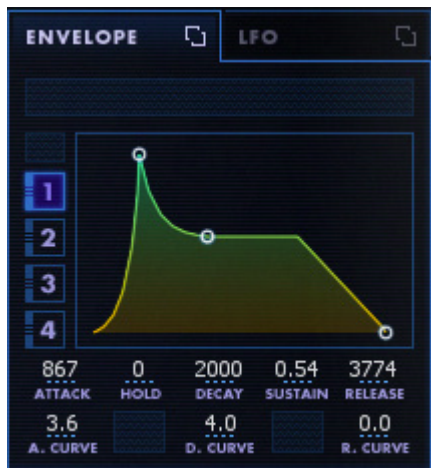 ENVELOPE LFO
1
2
3
4
867 0 2000 0.54 3774
ATTACK HOLD DECAY SUSTAIN RELEASE
3.6 4.0 0.0
A. CURVE D. CURVE R. CURVE